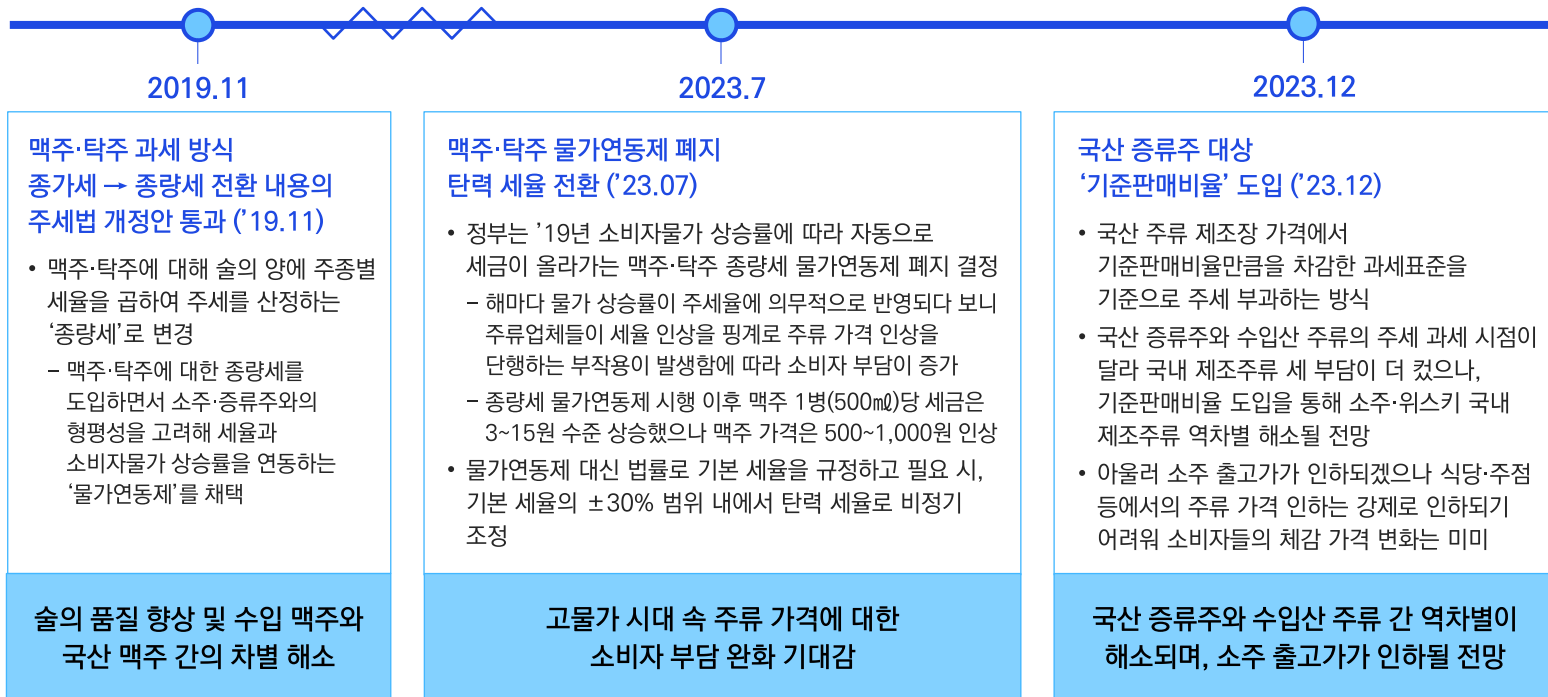 2019.11
맥주·탁주 과세 방식
종가세 → 종량세 전환 내용의
주세법 개정안 통과 (’19.11)
• 맥주·탁주에 대해 술의 양에 주종별
세율을 곱하여 주세를 산정하는
‘종량세’로 변경
– 맥주·탁주에 대한 종량세를
도입하면서 소주·증류주와의
형평성을 고려해 세율과
소비자물가 상승률을 연동하는
‘물가연동제’를 채택
술의 품질 향상 및 수입 맥주와
국산 맥주 간의 차별 해소
2023.7
맥주·탁주 물가연동제 폐지
탄력 세율 전환 (’23.07)
• 정부는 ’19년 소비자물가 상승률에 따라 자동으로
세금이 올라가는 맥주·탁주 종량세 물가연동제 폐지 결정
– 해마다 물가 상승률이 주세율에 의무적으로 반영되다 보니
주류업체들이 세율 인상을 핑계로 주류 가격 인상을
단행하는 부작용이 발생함에 따라 소비자 부담이 증가
– 종량세 물가연동제 시행 이후 맥주 1병(500㎖)당 세금은
3~15원 수준 상승했으나 맥주 가격은 500~1,000원 인상
• 물가연동제 대신 법률로 기본 세율을 규정하고 필요 시,
기본 세율의 ±30% 범위 내에서 탄력 세율로 비정기
조정
고물가 시대 속 주류 가격에 대한
소비자 부담 완화 기대감
2023.12
국산 증류주 대상
‘기준판매비율’ 도입 (’23.12)
• 국산 주류 제조장 가격에서
기준판매비율만큼을 차감한 과세표준을
기준으로 주세 부과하는 방식
• 국산 증류주와 수입산 주류의 주세 과세 시점이
달라 국내 제조주류 세 부담이 더 컸으나,
기준판매비율 도입을 통해 소주·위스키 국내
제조주류 역차별 해소될 전망
• 아울러 소주 출고가가 인하되겠으나 식당·주점
등에서의 주류 가격 인하는 강제로 인하되기
어려워 소비자들의 체감 가격 변화는 미미
국산 증류주와 수입산 주류 간 역차별이
해소되며, 소주 출고가가 인하될 전망